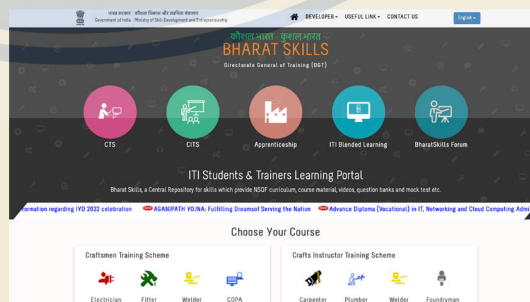 भारत सरकार कौशल विकास और उद्यमिता मंत्रालय
Government of India Ministry of Skill Development and Entrepreneurship
DEVELOPER
USEFUL LINK
CONTACT US
English
कौशल भारत - कुशल भारत
BHARAT SKILLS
Directorate General of Training (DGT)
CTS
CITS
Apprenticeship
ITI Blended Learning
BharatSkills Forum
ITI Students & Trainers Learning Portal
Bharat Skills, a Central Repository for skills which provide NSQF curriculum, course material, videos, question banks and mock test etc.
formation regarding IYD 2022 celebration
AGANIPATH YOJNA: Fulfilling Dreamsof Serving the Nation
Advance Diploma (Vocational) in IT, Networking and Cloud Computing Admi
Choose Your Course
Craftsmen Training Scheme
Electrician
Fitter
Welder
COPA
Crafts Instructor Training Scheme
Carpenter
Plumber
Welder
Foundryman